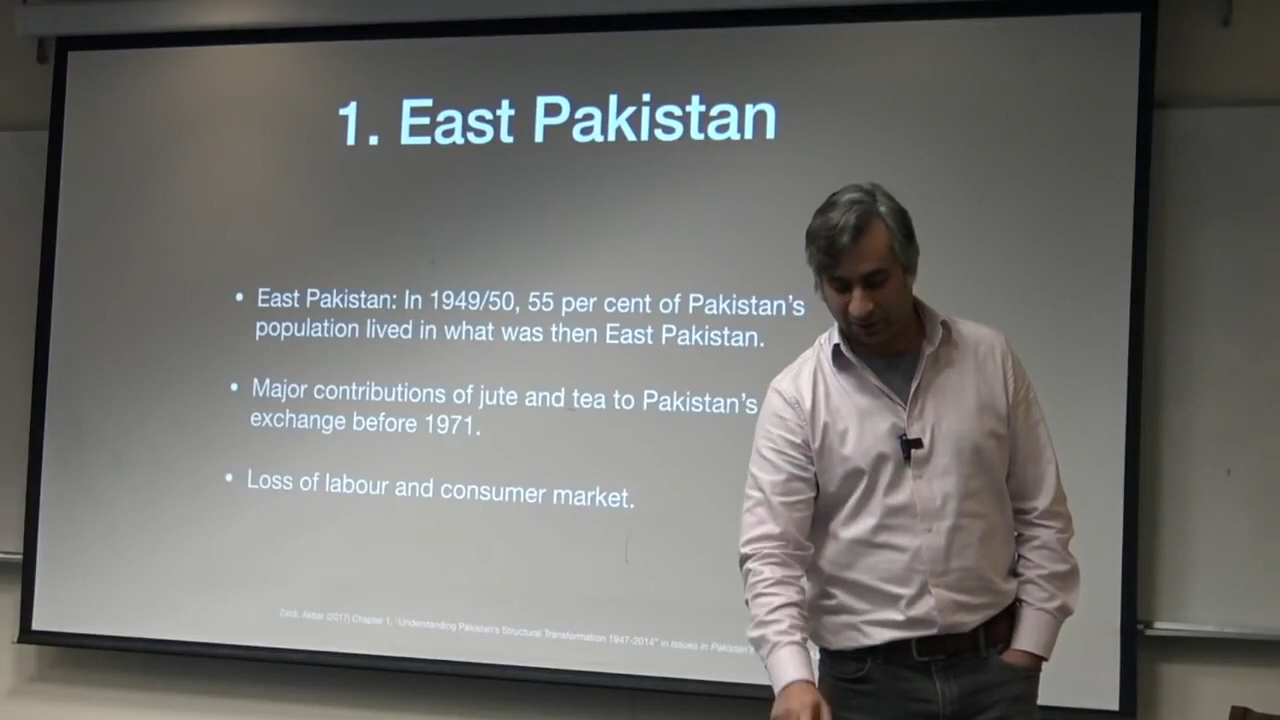 1. East Pakistan
• East Pakistan: In 1949/50, 55 per cent of Pakistan's
population lived in what was then East Pakistan.
• Major contributions of jute and tea to Pakistan's
exchange before 1971.
• Loss of labour and consumer market.
Zaidi, Akbar (2017) Chapter 1, "Understanding Pakistan's Structural Transformation 1947-2014" in Issues in Pakistan's